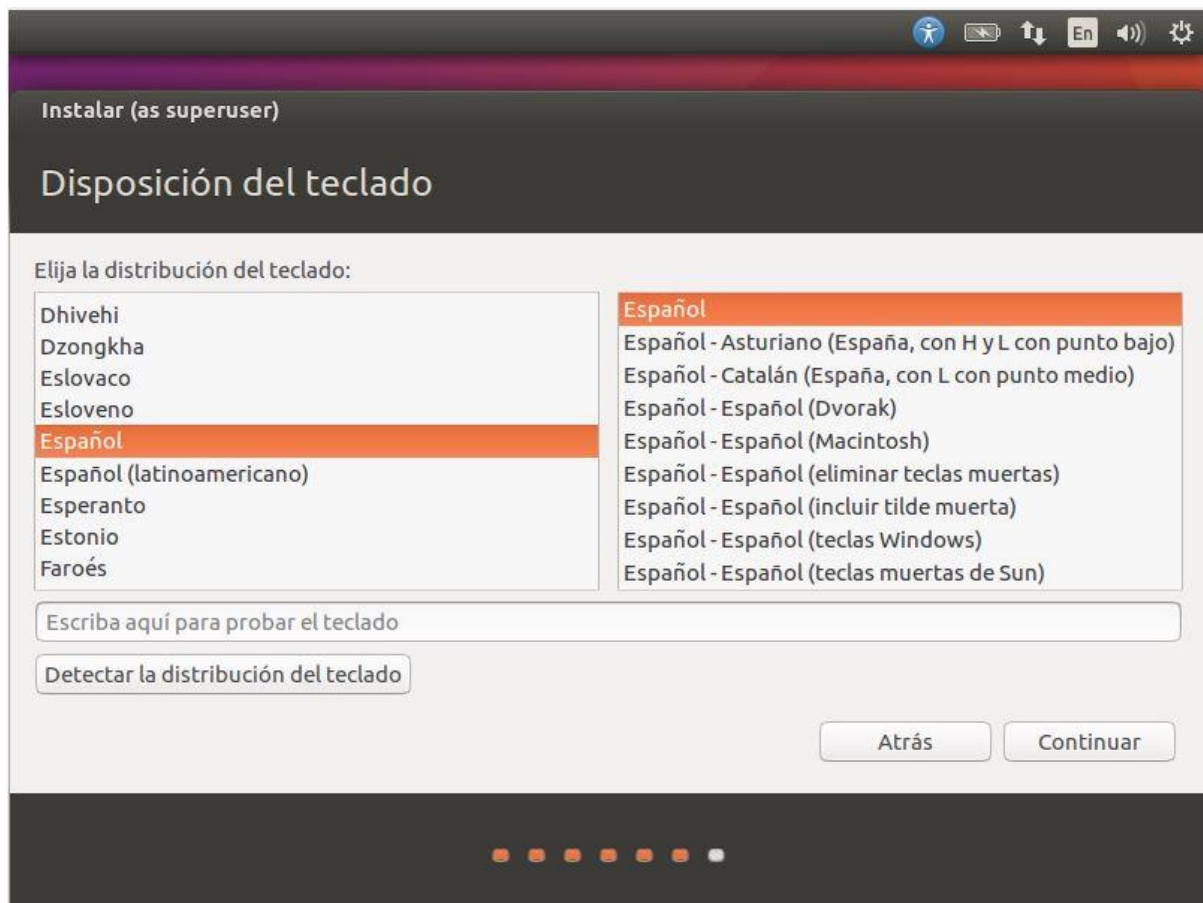 En
Instalar (as superuser)
Disposición del teclado
Elija la distribución del teclado:
Dhivehi
Dzongkha
Eslovaco
Esloveno
Español
Español (latinoamericano)
Esperanto
Estonio
Faroés
Español
Español - Asturiano (España, con H y L con punto bajo)
Español - Catalán (España, con L con punto medio)
Español - Español (Dvorak)
Español - Español (Macintosh)
Español - Español (eliminar teclas muertas)
Español - Español (incluir tilde muerta)
Español - Español (teclas Windows)
Español - Español (teclas muertas de Sun)
Escriba aquí para probar el teclado
Detectar la distribución del teclado
Atrás
Continuar